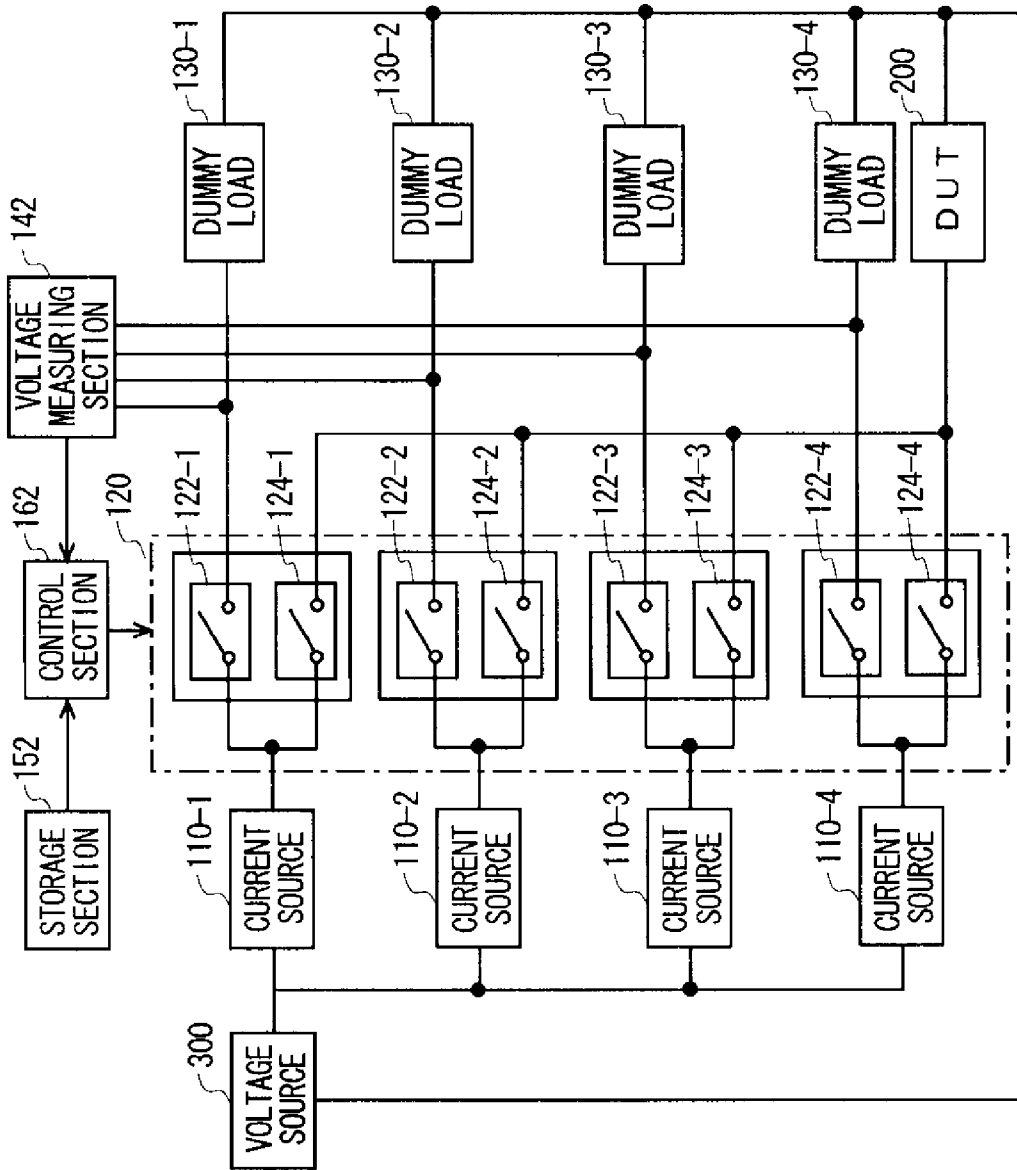 STORAGE
SECTION
152
CONTROL
SECTION
162
VOLTAGE
MEASURING
SECTION
142
120
VOLTAGE
SOURCE
300
CURRENT
SOURCE
110-1
122-1
124-1
DUMMY
LOAD
130-1
CURRENT
SOURCE
110-2
122-2
124-2
DUMMY
LOAD
130-2
CURRENT
SOURCE
110-3
122-3
124-3
DUMMY
LOAD
130-3
CURRENT
SOURCE
110-4
122-4
124-4
DUMMY
LOAD
130-4
DUT
200